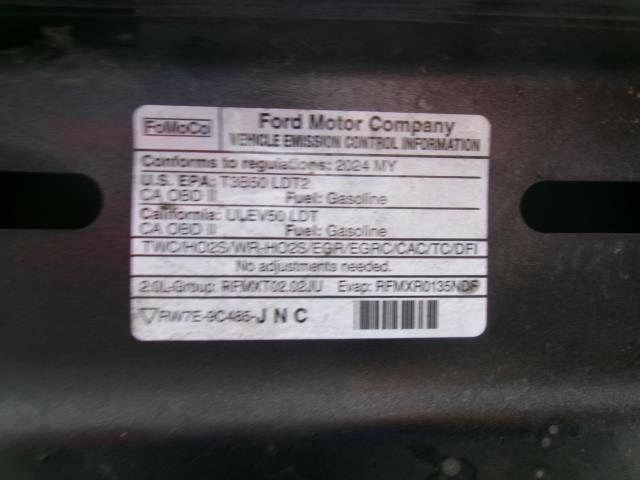 FoMoCo
Ford Motor Company
VEHICLE EMISSION CONTROL INFORMATION
Conforms to regulations: 2024 MY
U.S. EPA: T3B50 LDT2
CA OBD II Fuel: Gasoline
California: ULEV50 LDT
CA OBD II Fuel: Gasoline
TWC/HO2S/WR-HO2S/EGR/EGRC/CAC/TC/DFI
No adjustments needed.
2.0L-Group: RFMXT02.02JU Evap: RFMXR0135NDP
RW7E-9C485-JNC